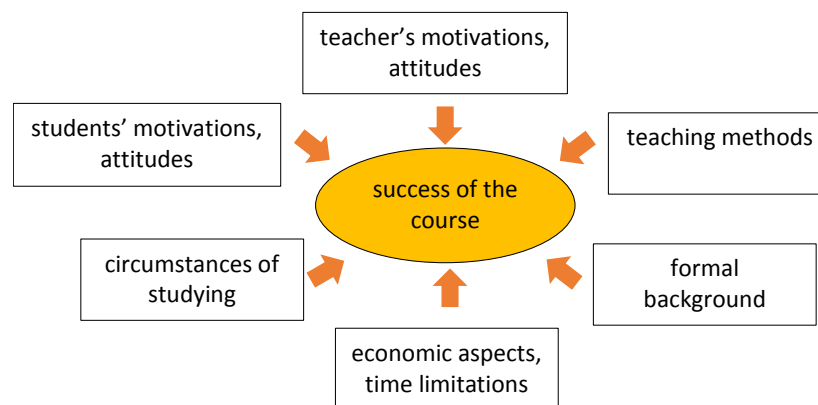 teacher’s motivations,
attitudes
students’ motivations,
attitudes
teaching methods
success of the
course
circumstances of
studying
formal
background
economic aspects,
time limitations